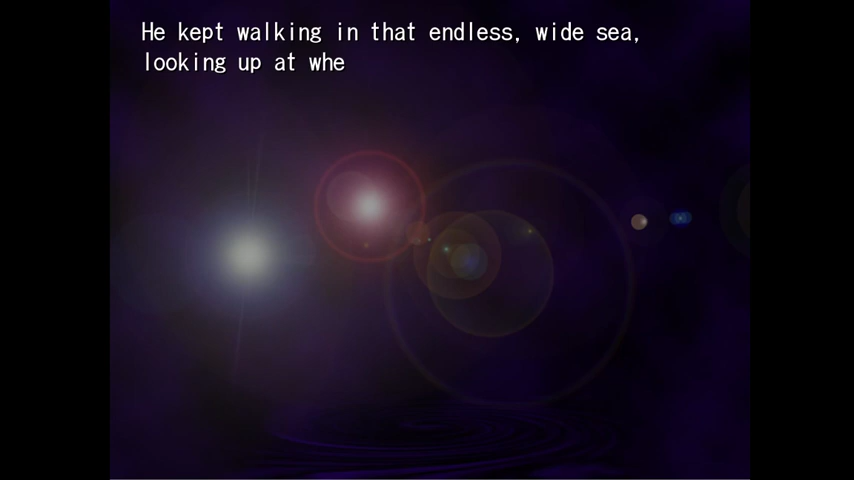 He kept walking in that endless, wide sea,
looking up at whe